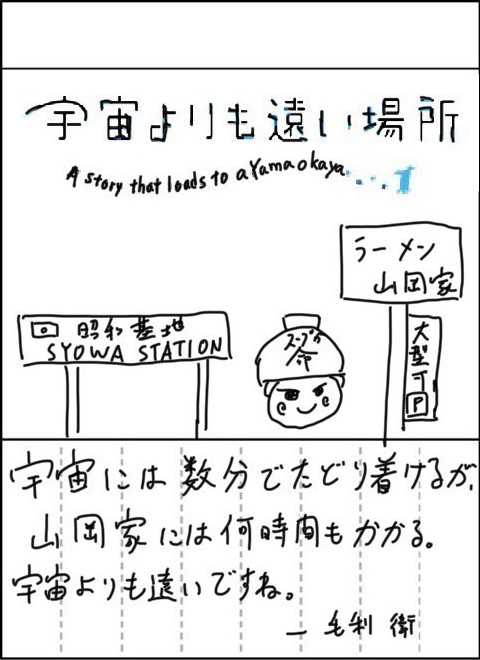 宇宙よりも遠い場所
A story that leads to a Yamaokaya
ラーメン
山岡家
昭和基地
SYOWA STATION
スープが
命
大型可
P
宇宙には数分でたどり着けるが、
山岡家には何時間もかかる。
宇宙よりも遠いですね。
— 毛利 衛